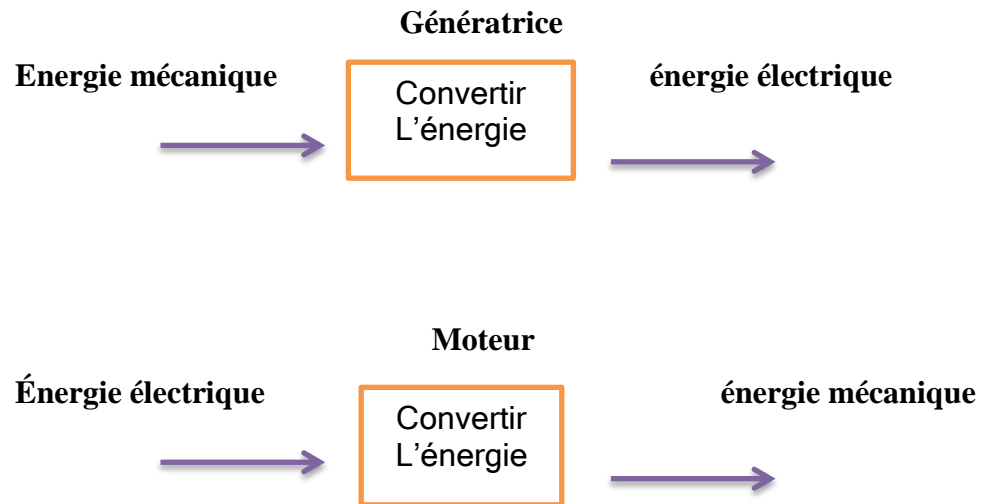 Génératrice
Energie mécanique
Convertir
L'énergie
énergie électrique
Moteur
Énergie électrique
Convertir
L'énergie
énergie mécanique